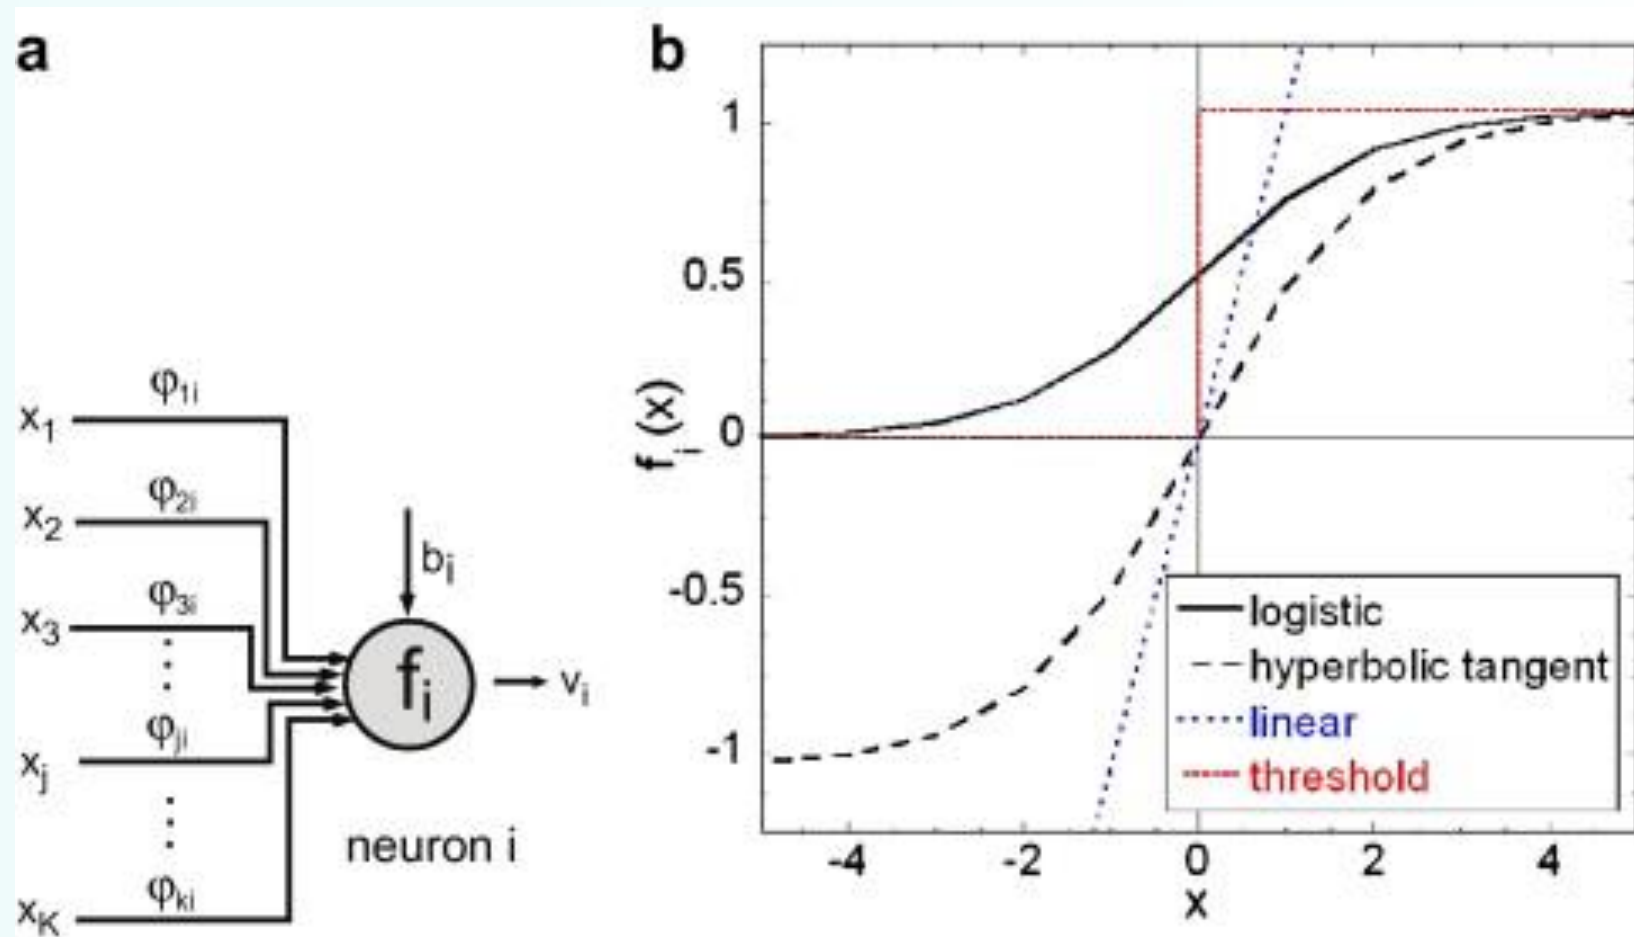 a
x1
φ1i
x2
φ2i
x3
φ3i
xj
φji
xK
φki
bi
fi
vi
neuron i
b
fi (x)
1
0.5
0
-0.5
-1
-4
-2
0
2
4
x
logistic
hyperbolic tangent
linear
threshold